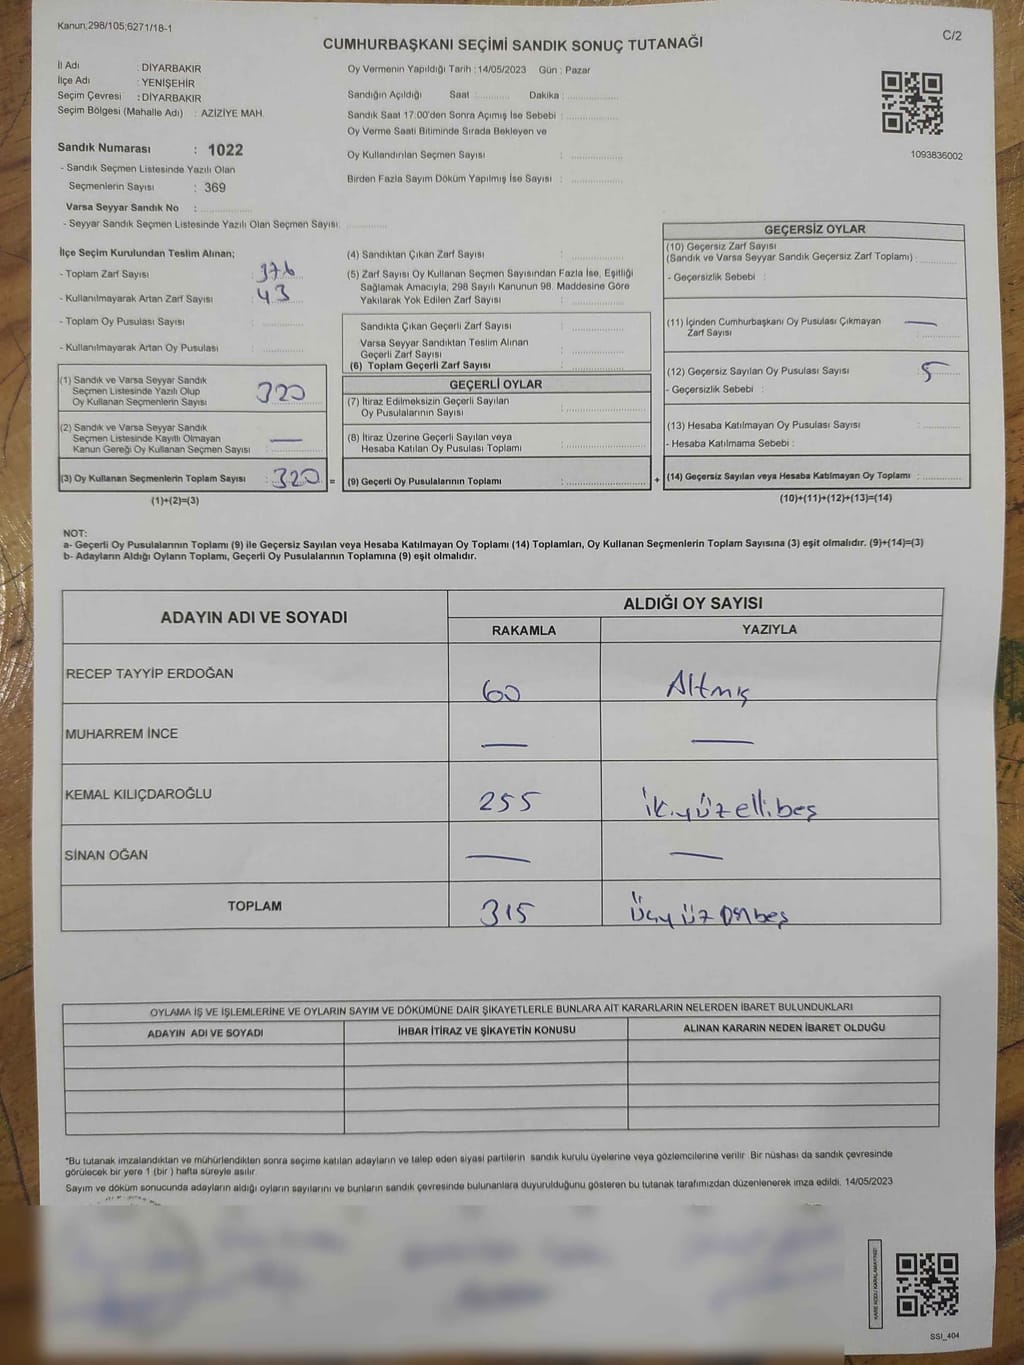 Kanun;298/105;6271/18-1
C/2
CUMHURBAŞKANI SEÇİMİ SANDIK SONUÇ TUTANAĞI
İl Adı : DİYARBAKIR
İlçe Adı : YENİŞEHİR
Seçim Çevresi : DİYARBAKIR
Seçim Bölgesi (Mahalle Adı) : AZİZİYE MAH.
Oy Vermenin Yapıldığı Tarih : 14/05/2023 Gün : Pazar
Sandığın Açıldığı Saat :.......... Dakika :...............
Sandık Saat 17:00'den Sonra Açımış İse Sebebi :...............
Oy Verme Saati Bitiminde Sırada Bekleyen ve
Oy Kullandırılan Seçmen Sayısı :...............
Birden Fazla Sayım Döküm Yapılmış İse Sayısı :...............
1093836002
Sandık Numarası : 1022
- Sandık Seçmen Listesinde Yazılı Olan
Seçmenlerin Sayısı : 369
Varsa Seyyar Sandık No :...............
- Seyyar Sandık Seçmen Listesinde Yazılı Olan Seçmen Sayısı: ...............
İlçe Seçim Kurulundan Teslim Alınan;
- Toplam Zarf Sayısı : 376
- Kullanılmayarak Artan Zarf Sayısı : 43
- Toplam Oy Pusulası Sayısı :...............
- Kullanılmayarak Artan Oy Pusulası :...............
(1) Sandık ve Varsa Seyyar Sandık
Seçmen Listesinde Yazılı Olup
Oy Kullanan Seçmenlerin Sayısı : 320
(2) Sandık ve Varsa Seyyar Sandık
Seçmen Listesinde Kayıtlı Olmayan
Kanun Gereği Oy Kullanan Seçmen Sayısı : —
(3) Oy Kullanan Seçmenlerin Toplam Sayısı : 320 =
(1)+(2)=(3)
(4) Sandıktan Çıkan Zarf Sayısı :...............
(5) Zarf Sayısı Oy Kullanan Seçmen Sayısından Fazla İse, Eşitliği
Sağlamak Amacıyla, 298 Sayılı Kanunun 98. Maddesine Göre
Yakılarak Yok Edilen Zarf Sayısı :...............
Sandıkta Çıkan Geçerli Zarf Sayısı :...............
Varsa Seyyar Sandıktan Teslim Alınan
Geçerli Zarf Sayısı :...............
(6) Toplam Geçerli Zarf Sayısı :...............
GEÇERLİ OYLAR
(7) İtiraz Edilmeksizin Geçerli Sayılan
Oy Pusulalarının Sayısı :...............
(8) İtiraz Üzerine Geçerli Sayılan veya
Hesaba Katılan Oy Pusulası Toplamı :...............
(9) Geçerli Oy Pusulalarının Toplamı :............... +
GEÇERSİZ OYLAR
(10) Geçersiz Zarf Sayısı
(Sandık ve Varsa Seyyar Sandık Geçersiz Zarf Toplamı) :...............
- Geçersizlik Sebebi :
(11) İçinden Cumhurbaşkanı Oy Pusulası Çıkmayan
Zarf Sayısı : —
(12) Geçersiz Sayılan Oy Pusulası Sayısı : 5
- Geçersizlik Sebebi :
(13) Hesaba Katılmayan Oy Pusulası Sayısı :...............
- Hesaba Katılmama Sebebi :
(14) Geçersiz Sayılan veya Hesaba Katılmayan Oy Toplamı :...............
(10)+(11)+(12)+(13)=(14)
NOT:
a- Geçerli Oy Pusulalarının Toplamı (9) ile Geçersiz Sayılan veya Hesaba Katılmayan Oy Toplamı (14) Toplamları, Oy Kullanan Seçmenlerin Toplam Sayısına (3) eşit olmalıdır. (9)+(14)=(3)
b- Adayların Aldığı Oyların Toplamı, Geçerli Oy Pusulalarının Toplamına (9) eşit olmalıdır.
ADAYIN ADI VE SOYADI
ALDIĞI OY SAYISI
RAKAMLA YAZIYLA
RECEP TAYYİP ERDOĞAN 60 Altmış
MUHARREM İNCE — —
KEMAL KILIÇDAROĞLU 255 ikiyüzellibeş
SİNAN OĞAN — —
TOPLAM 315 Üçyüzonbeş
OYLAMA İŞ VE İŞLEMLERİNE VE OYLARIN SAYIM VE DÖKÜMÜNE DAİR ŞİKAYETLERLE BUNLARA AİT KARARLARIN NELERDEN İBARET BULUNDUKLARI
ADAYIN ADI VE SOYADI İHBAR İTİRAZ VE ŞİKAYETİN KONUSU ALINAN KARARIN NEDEN İBARET OLDUĞU
*Bu tutanak imzalandıktan ve mühürlendikten sonra seçime katılan adayların ve talep eden siyasi partilerin sandık kurulu üyelerine veya gözlemcilerine verilir. Bir nüshası da sandık çevresinde
görülecek bir yere 1 (bir ) hafta süreyle asılır.
Sayım ve döküm sonucunda adayların aldığı oyların sayılarını ve bunların sandık çevresinde bulunanlara duyurulduğunu gösteren bu tutanak tarafımızdan düzenlenerek imza edildi. 14/05/2023
KARE KODU KARALAMAYINIZ!
SSI_404